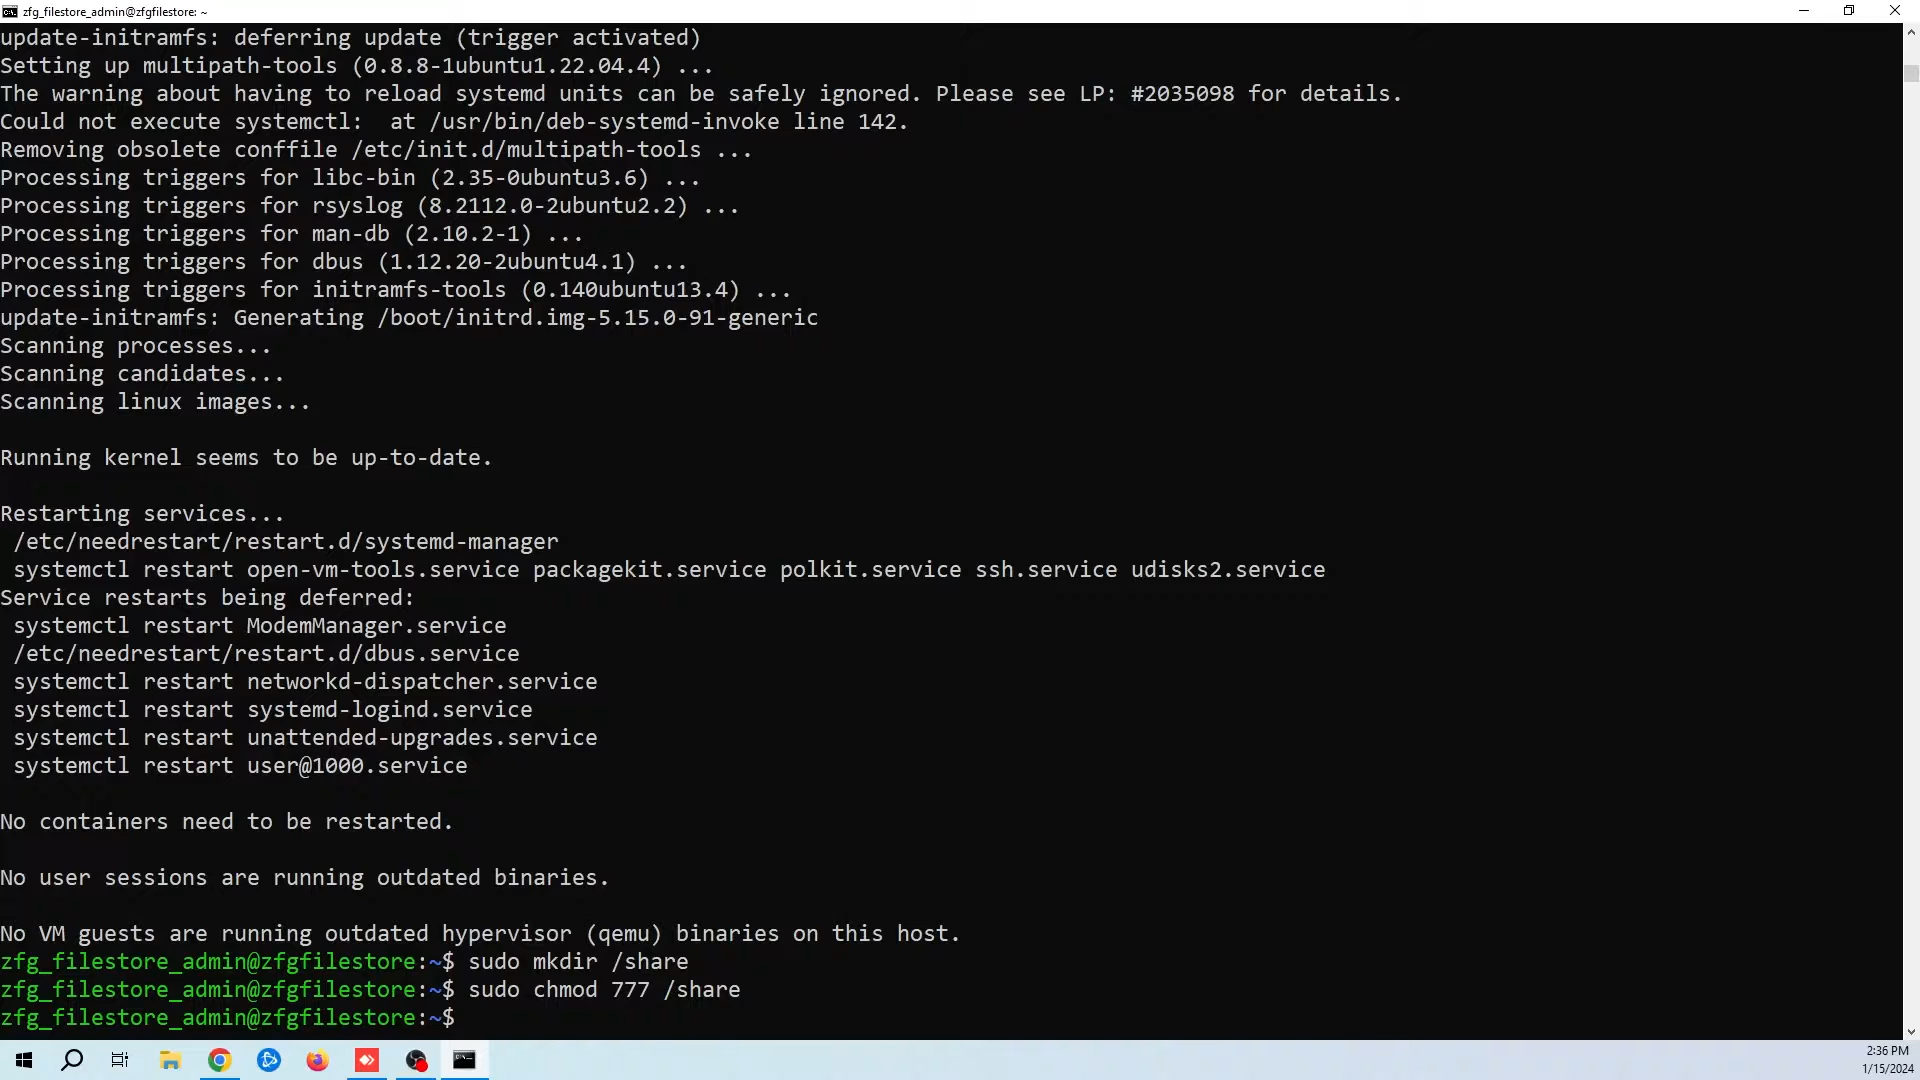 zfg_filestore_admin@zfgfilestore: ~
update-initramfs: deferring update (trigger activated)
Setting up multipath-tools (0.8.8-1ubuntu1.22.04.4) ...
The warning about having to reload systemd units can be safely ignored. Please see LP: #2035098 for details.
Could not execute systemctl:  at /usr/bin/deb-systemd-invoke line 142.
Removing obsolete conffile /etc/init.d/multipath-tools ...
Processing triggers for libc-bin (2.35-0ubuntu3.6) ...
Processing triggers for rsyslog (8.2112.0-2ubuntu2.2) ...
Processing triggers for man-db (2.10.2-1) ...
Processing triggers for dbus (1.12.20-2ubuntu4.1) ...
Processing triggers for initramfs-tools (0.140ubuntu13.4) ...
update-initramfs: Generating /boot/initrd.img-5.15.0-91-generic
Scanning processes...
Scanning candidates...
Scanning linux images...
Running kernel seems to be up-to-date.
Restarting services...
 /etc/needrestart/restart.d/systemd-manager
 systemctl restart open-vm-tools.service packagekit.service polkit.service ssh.service udisks2.service
Service restarts being deferred:
 systemctl restart ModemManager.service
 /etc/needrestart/restart.d/dbus.service
 systemctl restart networkd-dispatcher.service
 systemctl restart systemd-logind.service
 systemctl restart unattended-upgrades.service
 systemctl restart user@1000.service
No containers need to be restarted.
No user sessions are running outdated binaries.
No VM guests are running outdated hypervisor (qemu) binaries on this host.
zfg_filestore_admin@zfgfilestore:~$ sudo mkdir /share
zfg_filestore_admin@zfgfilestore:~$ sudo chmod 777 /share
zfg_filestore_admin@zfgfilestore:~$
2:36 PM
1/15/2024